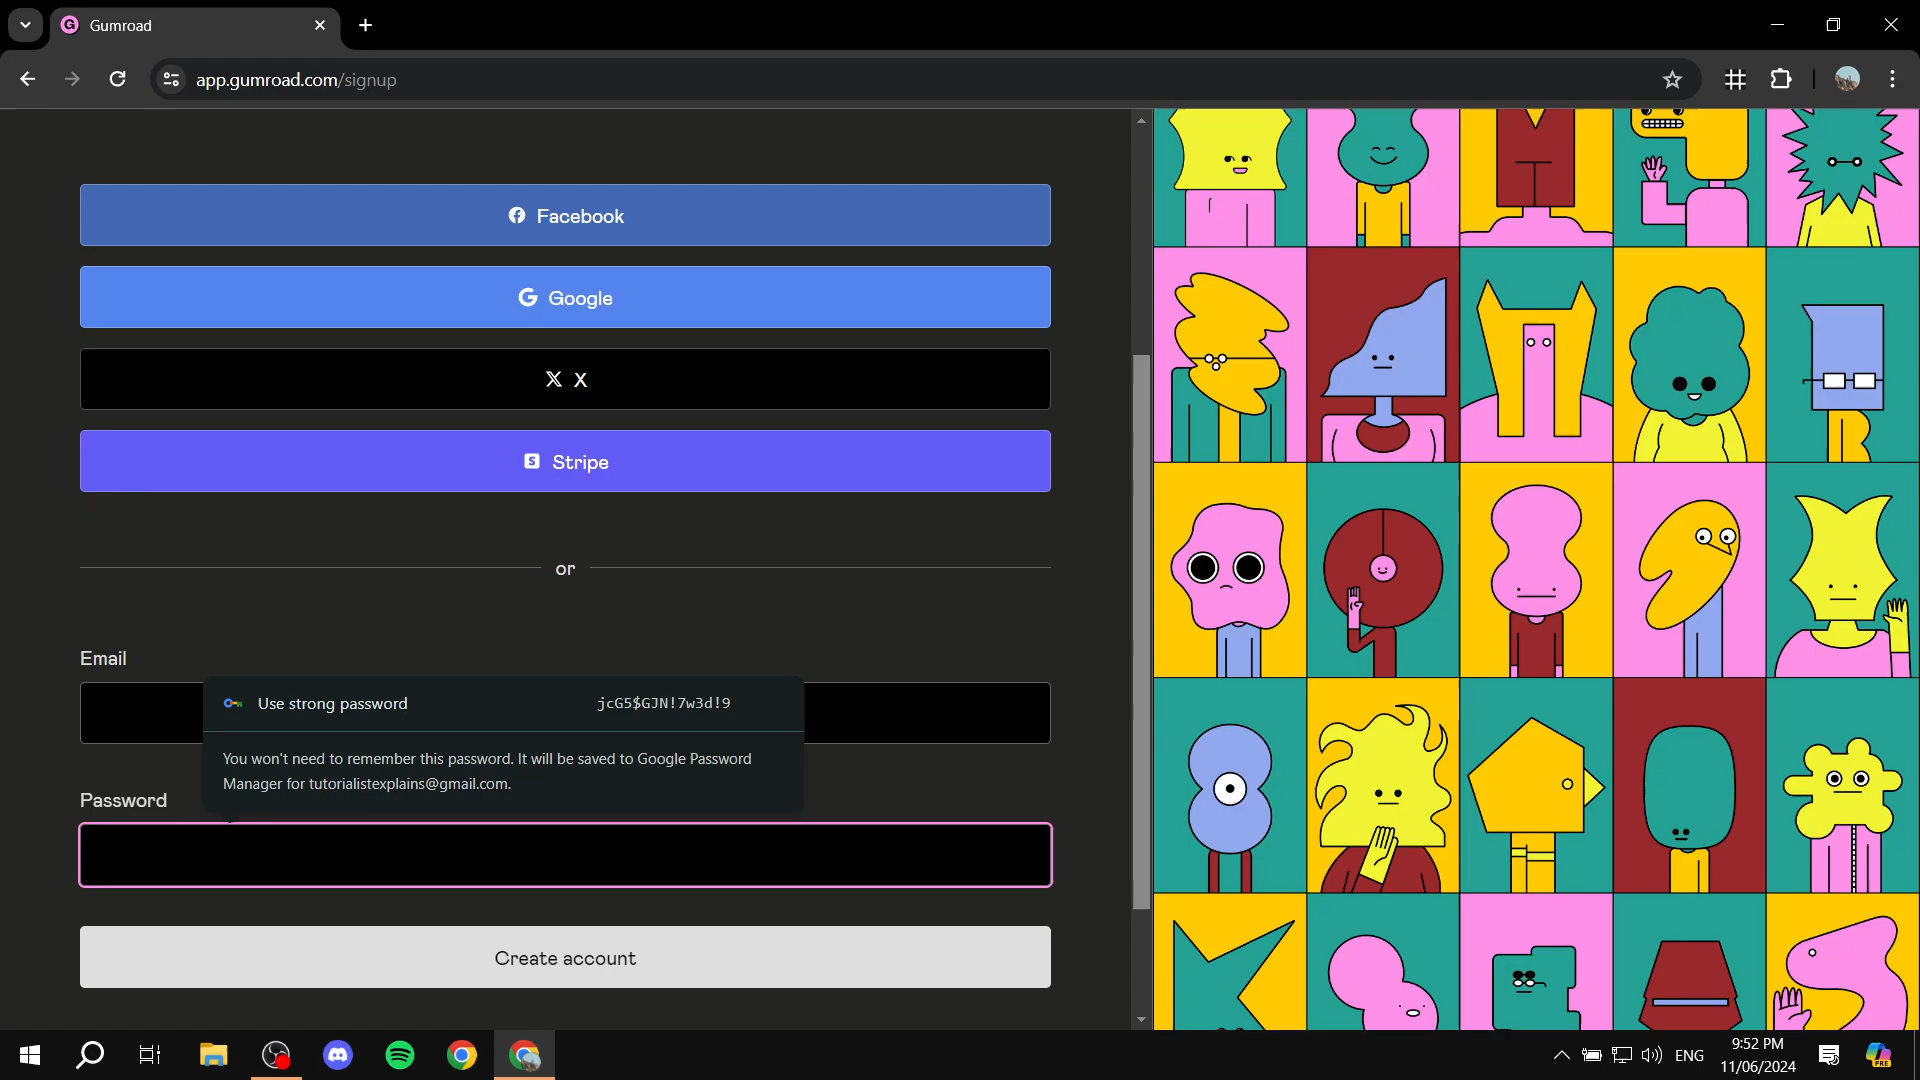 Gumroad
app.gumroad.com/signup
Facebook
Google
X
Stripe
or
Email
Use strong password jcG5$GJN!7w3d!9
You won't need to remember this password. It will be saved to Google Password
Manager for tutorialistexplains@gmail.com.
Password
Create account
ENG
9:52 PM
11/06/2024
PRE